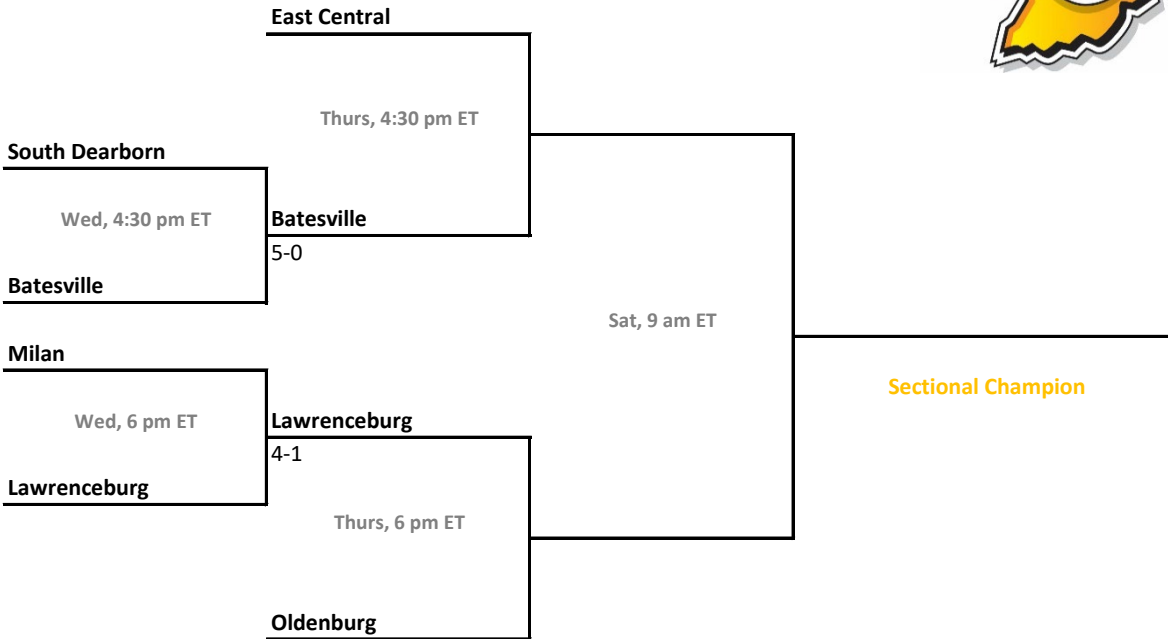 East Central
Thurs, 4:30 pm ET
South Dearborn
Wed, 4:30 pm ET
Batesville
5-0
Batesville
Sat, 9 am ET
Milan
Sectional Champion
Wed, 6 pm ET
Lawrenceburg
4-1
Lawrenceburg
Thurs, 6 pm ET
Oldenburg